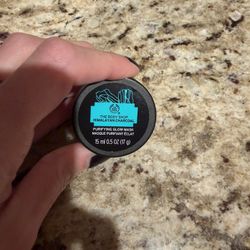 THE BODY SHOP
HIMALAYAN CHARCOAL
PURIFYING GLOW MASK
MASQUE PURIFIANT ÉCLAT
15 ml 0.5 OZ (17 g)